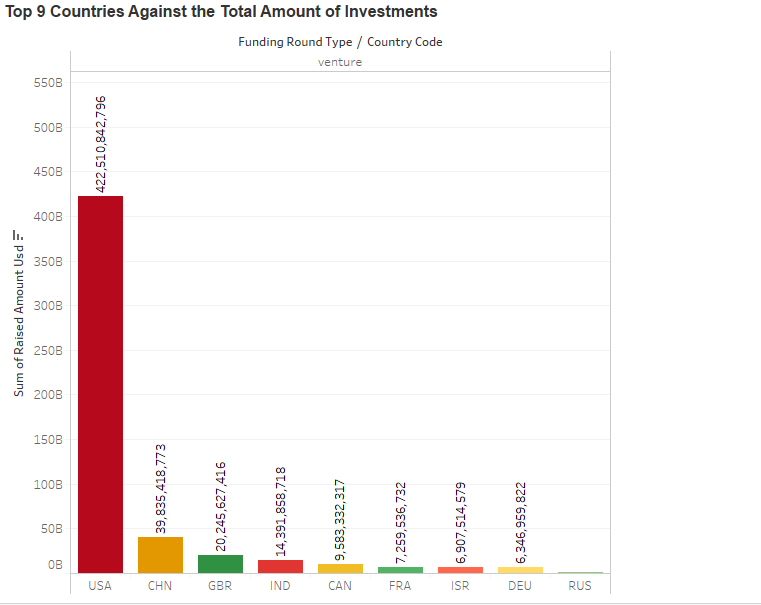 Top 9 Countries Against the Total Amount of Investments
Funding Round Type / Country Code
venture
Sum of Raised Amount Usd
550B
500B
450B
400B
350B
300B
250B
200B
150B
100B
50B
0B
422,510,842,796
39,835,418,773
20,245,627,416
14,391,858,718
9,583,332,317
7,259,536,732
6,907,514,579
6,346,959,822
USA CHN GBR IND CAN FRA ISR DEU RUS